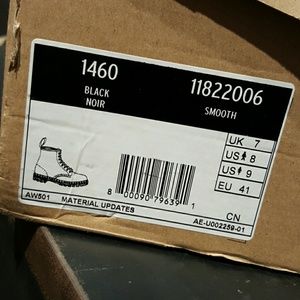 1460
11822006
BLACK
NOIR
SMOOTH
UK 7
US 8
US 9
EU 41
8 00090 79639 1
AW501 MATERIAL UPDATES
CN
AE-U002259-01